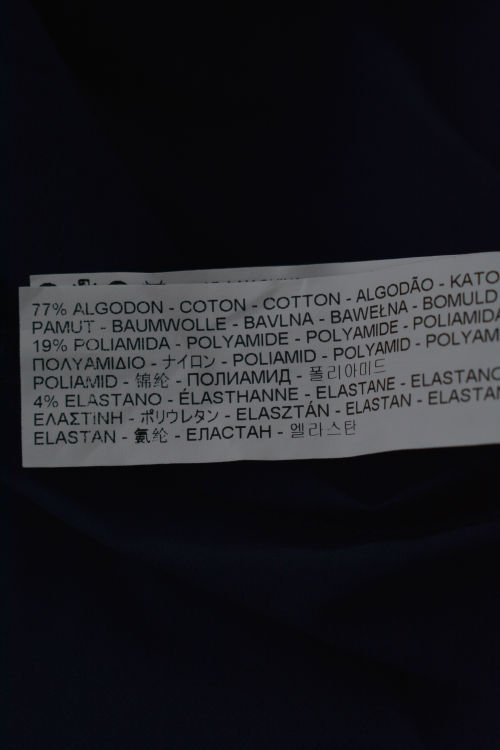 77% ALGODON - COTON - COTTON - ALGODÃO - KATO
PAMUT - BAUMWOLLE - BAVLNA - BAWEŁNA - BOMULD
19% POLIAMIDA - POLYAMIDE - POLYAMIDE - POLIAMIDA
ΠΟΛΥΑΜΙΔΙΟ - ナイロン - POLIAMID - POLYAMID - POLYAM
POLIAMID - 锦纶 - ПОЛИАМИД - 폴리아미드
4% ELASTANO - ÉLASTHANNE - ELASTANE - ELASTANO
ΕΛΑΣΤΙΝΗ - ポリウレタン - ELASZTÁN - ELASTAN - ELASTAN
ELASTAN - 氨纶 - ЕЛАСТАН - 엘라스탄